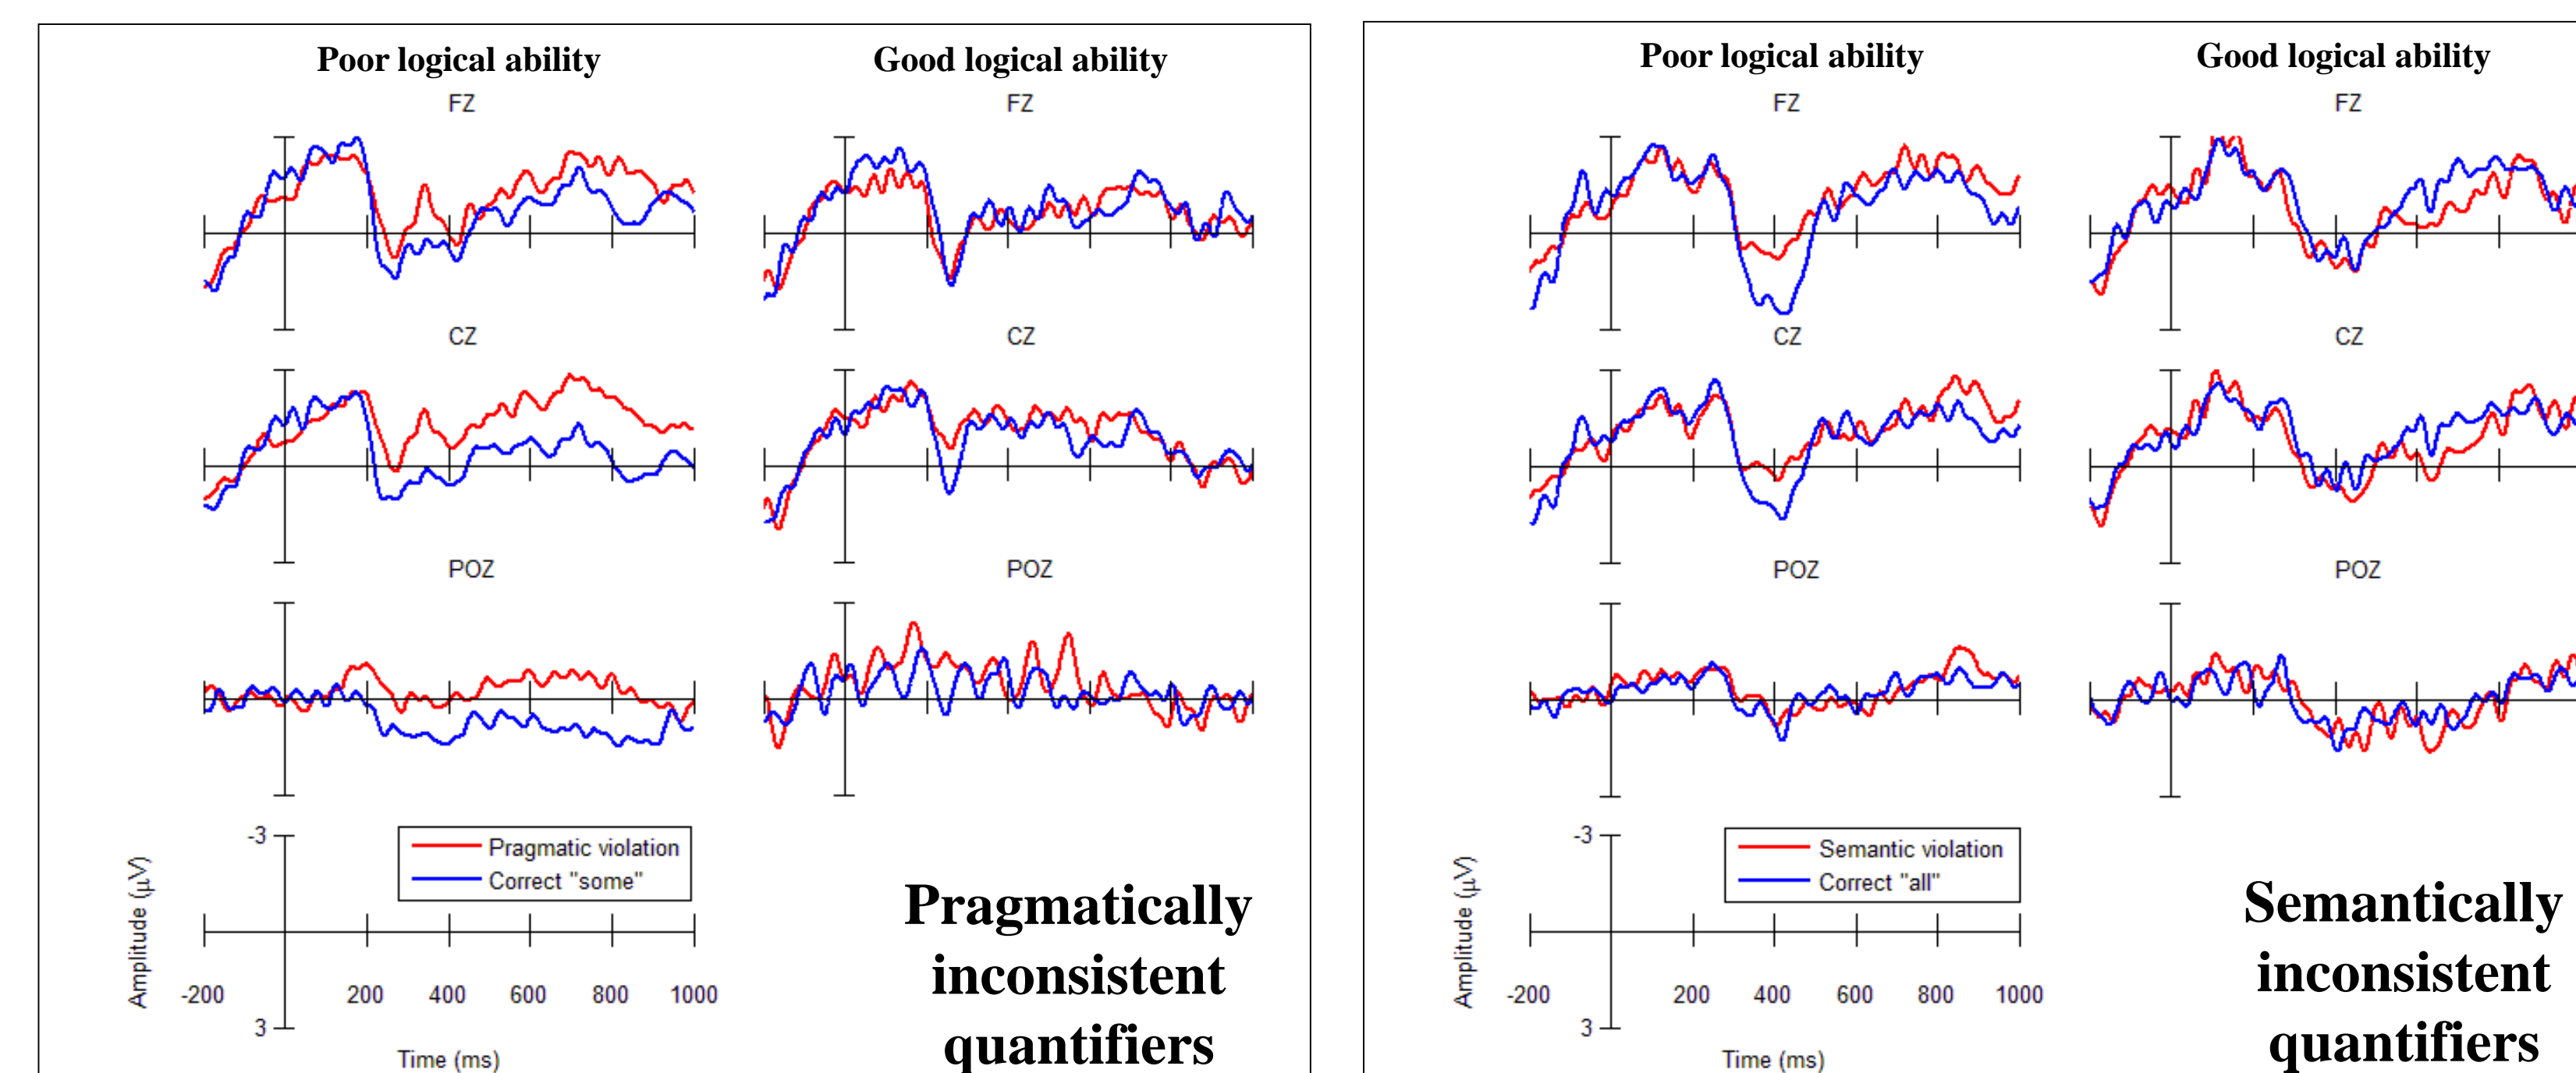 Poor logical ability
Good logical ability
FZ
FZ
CZ
CZ
POZ
POZ
-3
Pragmatic violation
Correct "some"
Amplitude (µV)
-200
200
400
600
800
1000
3
Time (ms)
Pragmatically
inconsistent
quantifiers
Poor logical ability
Good logical ability
FZ
FZ
CZ
CZ
POZ
POZ
-3
Semantic violation
Correct "all"
Amplitude (µV)
-200
200
400
600
800
1000
3
Time (ms)
Semantically
inconsistent
quantifiers